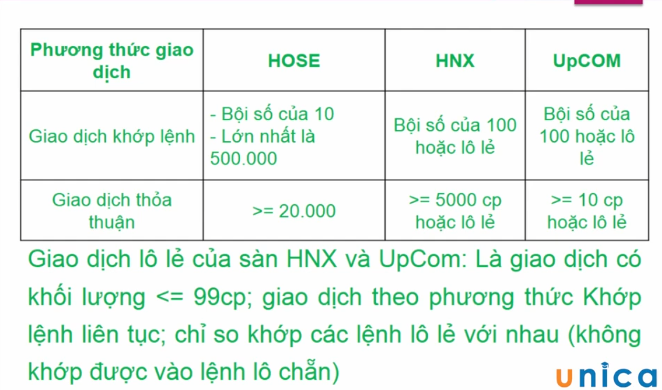 Phương thức giao
dịch
HOSE
HNX
UpCOM
Giao dịch khớp lệnh
- Bội số của 10
- Lớn nhất là
500.000
Bội số của 100
hoặc lô lẻ
Bội số của
100 hoặc lô
lẻ
Giao dịch thỏa
thuận
>= 20.000
>= 5000 cp
hoặc lô lẻ
>= 10 cp
hoặc lô lẻ
Giao dịch lô lẻ của sàn HNX và UpCom: Là giao dịch có
khối lượng <= 99cp; giao dịch theo phương thức Khớp
lệnh liên tục; chỉ so khớp các lệnh lô lẻ với nhau (không
khớp được vào lệnh lô chẵn)
unica